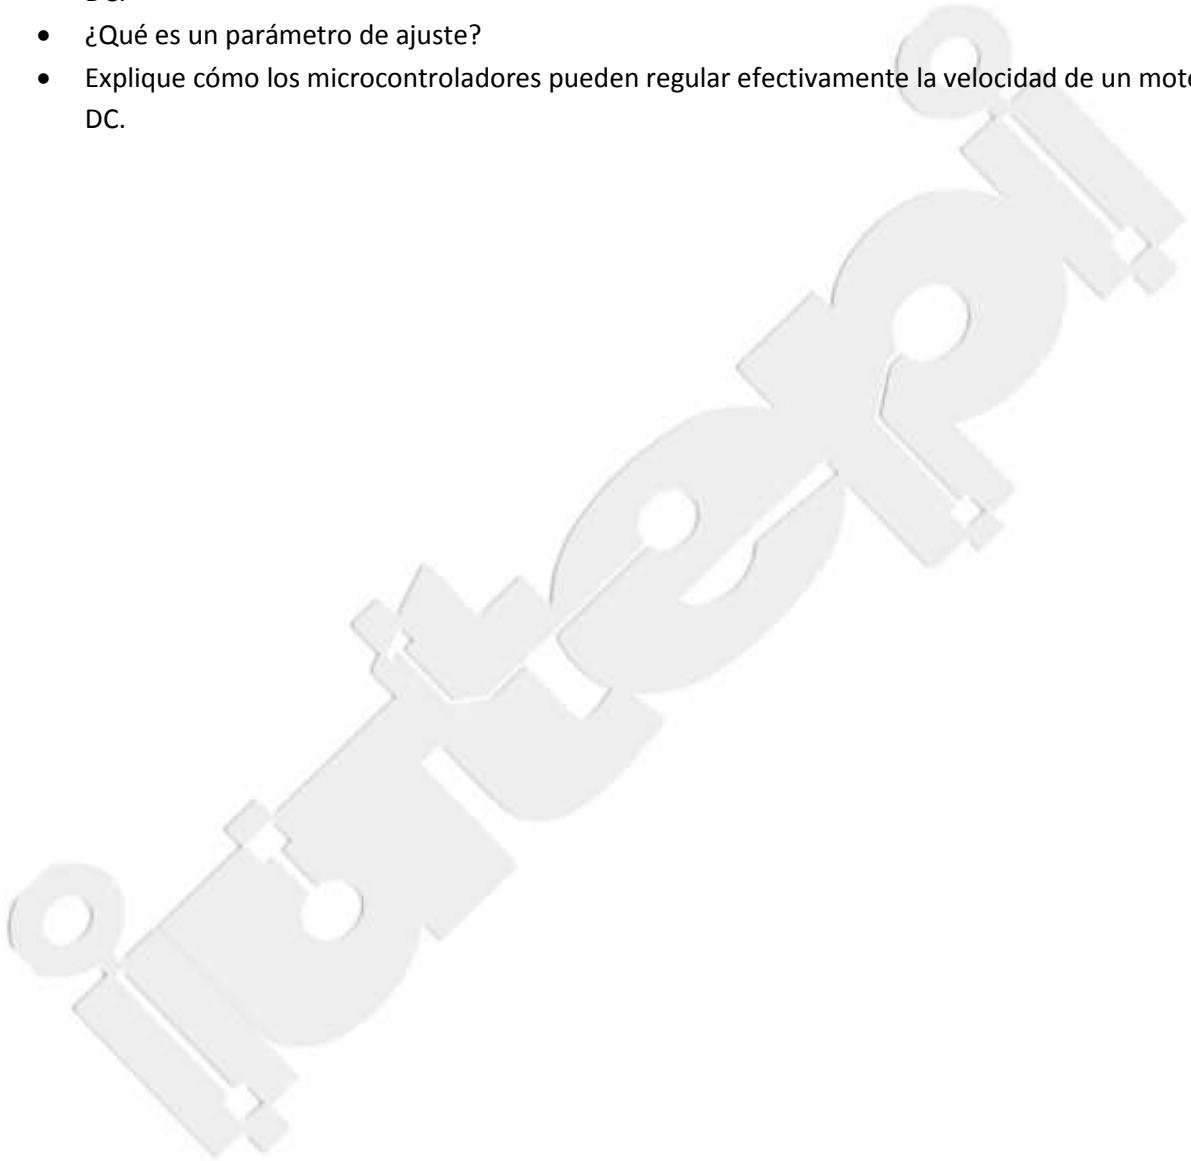 DC.
• ¿Qué es un parámetro de ajuste?
• Explique cómo los microcontroladores pueden regular efectivamente la velocidad de un moto
DC.